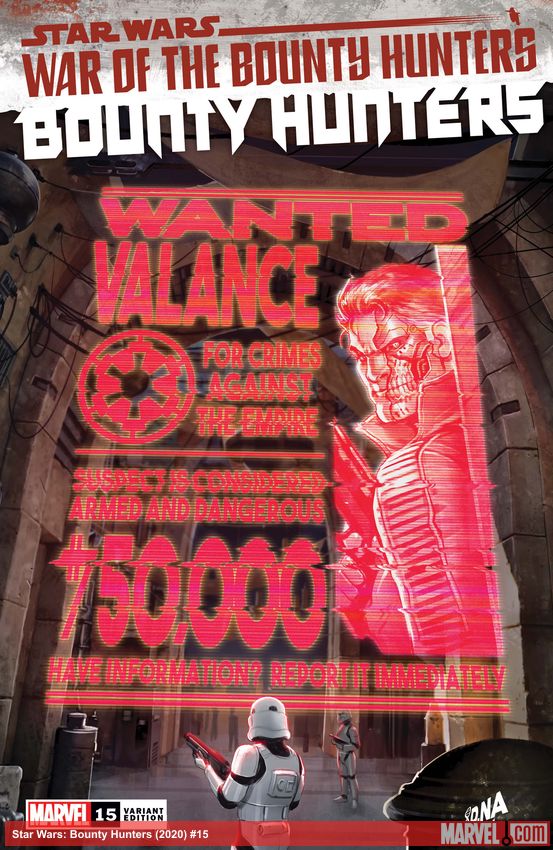 STAR WARS
WAR OF THE BOUNTY HUNTERS
BOUNTY HUNTERS
WANTED
VALANCE
FOR CRIMES
AGAINST
THE EMPIRE
SUSPECT IS CONSIDERED
ARMED AND DANGEROUS
50,000
HAVE INFORMATION? REPORT IT IMMEDIATELY
MARVEL 15 VARIANT EDITION
D.NA
Star Wars: Bounty Hunters (2020) #15
MARVEL.com